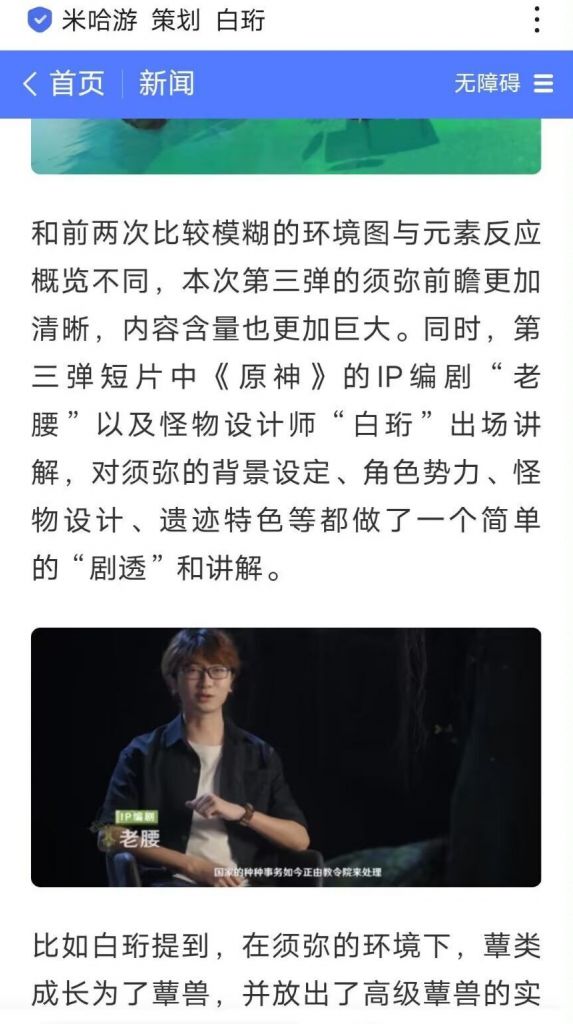 米哈游 策划 白珩
首页 新闻 无障碍
和前两次比较模糊的环境图与元素反应
概览不同，本次第三弹的须弥前瞻更加
清晰，内容含量也更加巨大。同时，第
三弹短片中《原神》的IP编剧“老
腰”以及怪物设计师“白珩”出场讲
解，对须弥的背景设定、角色势力、怪
物设计、遗迹特色等都做了一个简单
的“剧透”和讲解。
IP编剧
老腰
国家的种种事务如今正由教令院来处理
比如白珩提到，在须弥的环境下，蕈类
成长为了蕈兽，并放出了高级蕈兽的实